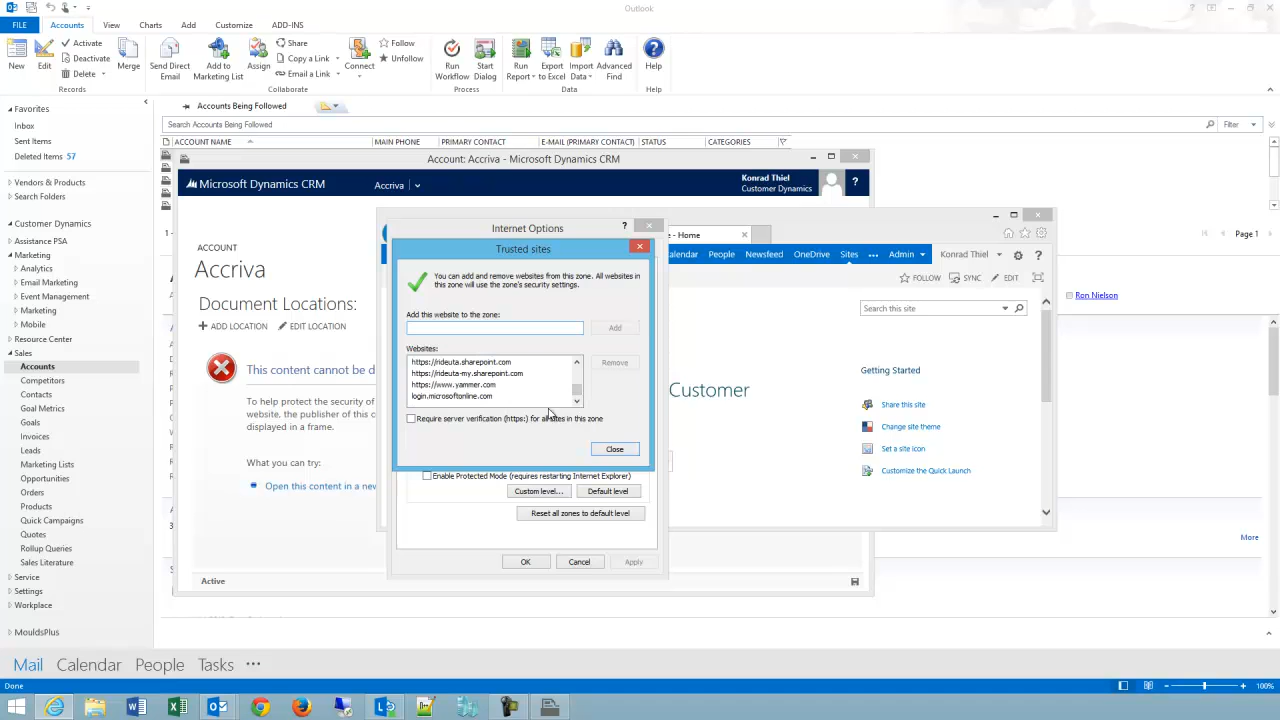 Outlook
FILE Accounts View Charts Add Customize ADD-INS
New
Edit
Activate
Deactivate
Delete
Merge
Records
Send Direct Email
Add to Marketing List
Assign
Share
Copy a Link
Email a Link
Connect
Follow
Unfollow
Collaborate
Run Workflow
Start Dialog
Process
Run Report
Export to Excel
Import Data
Advanced Find
Data
Help
Help
Favorites
Inbox
Sent Items
Deleted Items 57
Vendors & Products
Search Folders
Customer Dynamics
Assistance PSA
Marketing
Analytics
Email Marketing
Event Management
Marketing
Mobile
Resource Center
Sales
Accounts
Competitors
Contacts
Goal Metrics
Goals
Invoices
Leads
Marketing Lists
Opportunities
Orders
Products
Quick Campaigns
Quotes
Rollup Queries
Sales Literature
Service
Settings
Workplace
MouldsPlus
Accounts Being Followed
Search Accounts Being Followed
Filter
ACCOUNT NAME MAIN PHONE PRIMARY CONTACT E-MAIL (PRIMARY CONTACT) STATUS CATEGORIES
Page 1
Ron Nielson
More
Account: Accriva - Microsoft Dynamics CRM
Microsoft Dynamics CRM Accriva
Konrad Thiel
Customer Dynamics
?
ACCOUNT
Accriva
Document Locations:
ADD LOCATION EDIT LOCATION
This content cannot be d
To help protect the security of
website, the publisher of this c
displayed in a frame.
What you can try:
Open this content in a new
Active
e - Home
calendar People Newsfeed OneDrive Sites ••• Admin Konrad Thiel ?
FOLLOW SYNC EDIT
Search this site
Customer
Getting Started
Share this site
Change site theme
Set a site icon
Customize the Quick Launch
Internet Options ?
Trusted sites
You can add and remove websites from this zone. All websites in
this zone will use the zone's security settings.
Add this website to the zone:
Add
Websites:
https://rideuta.sharepoint.com
https://rideuta-my.sharepoint.com
https://www.yammer.com
login.microsoftonline.com
Remove
Require server verification (https:) for all sites in this zone
Close
Enable Protected Mode (requires restarting Internet Explorer)
Custom level... Default level
Reset all zones to default level
OK Cancel Apply
Mail Calendar People Tasks •••
Done
100%